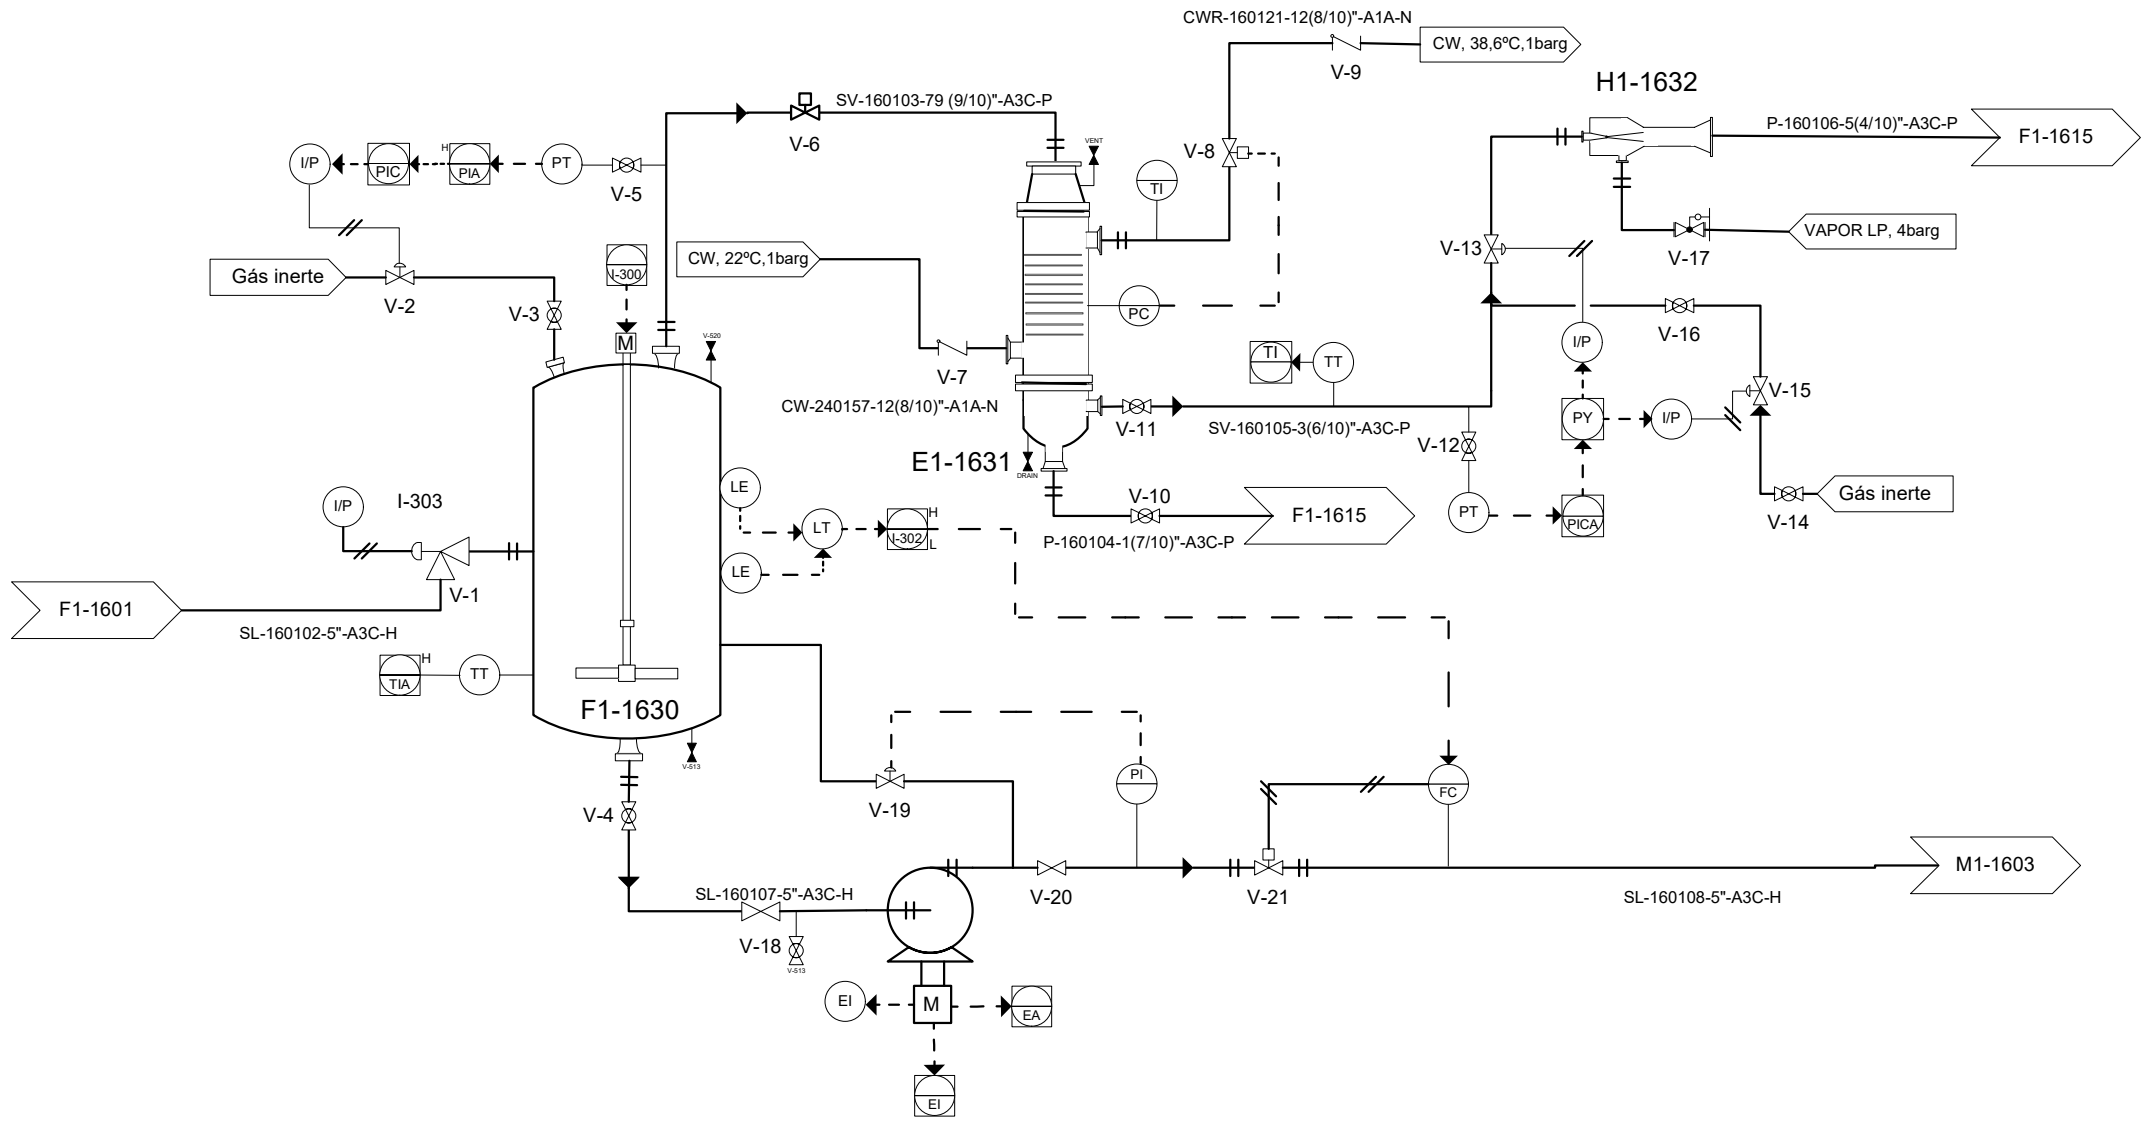 CWR-160121-12(8/10)"-A1A-N
CW, 38,6ºC,1barg
V-9
H1-1632
SV-160103-79 (9/10)"-A3C-P
V-6
P-160106-5(4/10)"-A3C-P
F1-1615
I/P
PIC
H
PIA
PT
V-5
VENT
V-8
TI
I-300
CW, 22ºC,1barg
V-13
V-17
VAPOR LP, 4barg
Gás inerte
V-2
V-3
PC
M
V-520
V-16
I/P
V-7
TI
TT
CW-240157-12(8/10)"-A1A-N
V-11
SV-160105-3(6/10)"-A3C-P
V-12
V-15
PY
I/P
E1-1631
DRAIN
LE
V-10
F1-1615
Gás inerte
V-14
I/P
I-303
LT
I-302
H
L
PT
PICA
P-160104-1(7/10)"-A3C-P
LE
F1-1601
V-1
SL-160102-5"-A3C-H
TIA
H
TT
F1-1630
V-513
PI
V-19
FC
V-4
V-20
V-21
M1-1603
SL-160107-5"-A3C-H
SL-160108-5"-A3C-H
V-18
V-513
EI
M
EA
EI